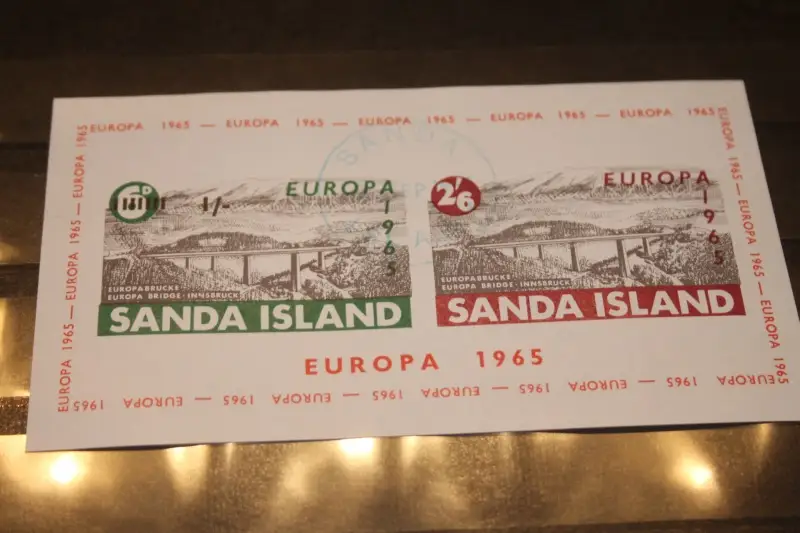 EUROPA 1965 — EUROPA 1965 — EUROPA 1965 — EUROPA 1965 — EUROPA 1965
EUROPA 1965 — EUROPA 1965 — EUROPA 1965
SANDA
6D
1/-
EUROPA
1965
EUROPABRUCKE
EUROPA BRIDGE · INNSBRUCK
SANDA ISLAND
2/6
EUROPA
1965
EUROPABRUCKE
EUROPA BRIDGE · INNSBRUCK
SANDA ISLAND
EUROPA 1965 — EUROPA 1965 — EUROPA 1965
EUROPA 1965
EUROPA 1965 — EUROPA 1965 — EUROPA 1965 — EUROPA 1965 — EUROPA 1965